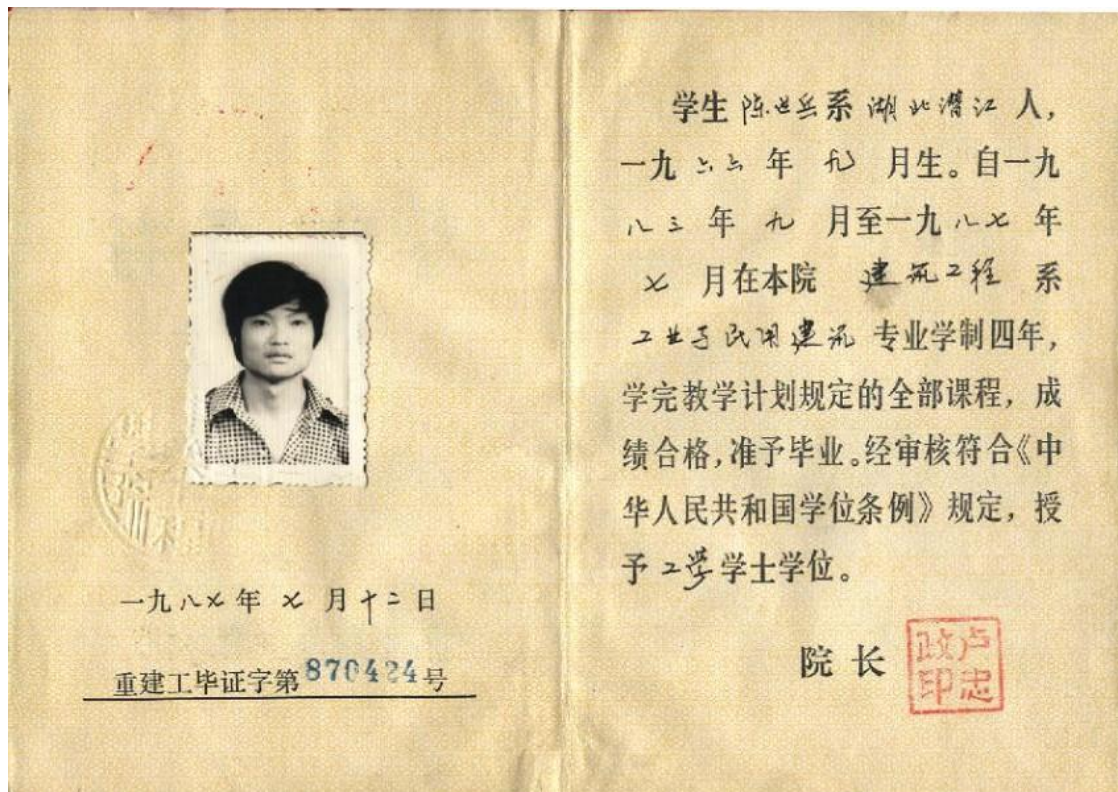 一九八七年七月十二日
重建工毕证字第870424号
学生陈世兵系湖北潜江人，
一九六六年九月生。自一九
八三年九月至一九八七年
七月在本院建筑工程系
工业与民用建筑专业学制四年，
学完教学计划规定的全部课程，成
绩合格，准予毕业。经审核符合《中
华人民共和国学位条例》规定，授
予工学学士学位。
院长
卢忠政印